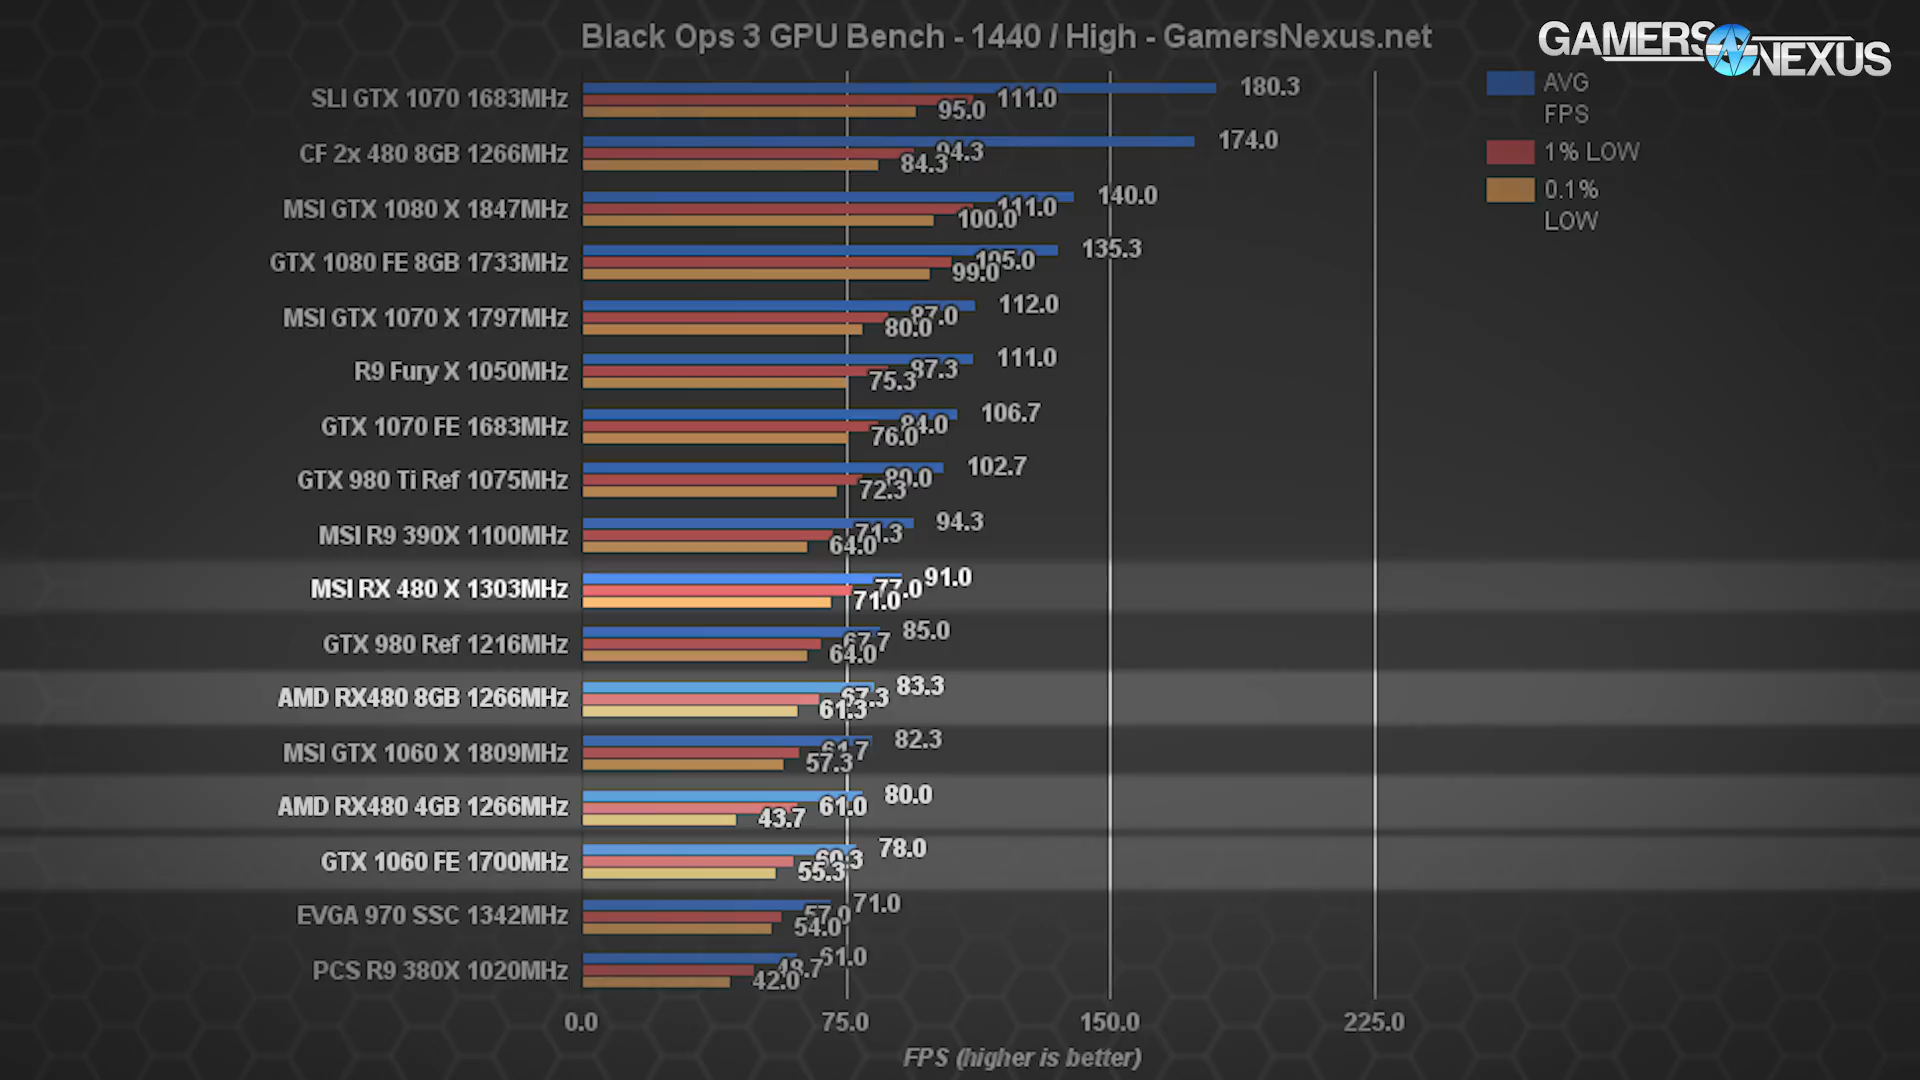 Black Ops 3 GPU Bench - 1440 / High - GamersNexus.net
GAMERS NEXUS
AVG FPS
1% LOW
0.1% LOW
SLI GTX 1070 1683MHz 180.3 111.0 95.0
CF 2x 480 8GB 1266MHz 174.0 94.3 84.3
MSI GTX 1080 X 1847MHz 140.0 111.0 100.0
GTX 1080 FE 8GB 1733MHz 135.3 105.0 99.0
MSI GTX 1070 X 1797MHz 112.0 87.0 80.0
R9 Fury X 1050MHz 111.0 87.3 75.3
GTX 1070 FE 1683MHz 106.7 84.0 76.0
GTX 980 Ti Ref 1075MHz 102.7 80.0 72.3
MSI R9 390X 1100MHz 94.3 71.3 64.0
MSI RX 480 X 1303MHz 91.0 77.0 71.0
GTX 980 Ref 1216MHz 85.0 67.7 64.0
AMD RX480 8GB 1266MHz 83.3 67.3 61.3
MSI GTX 1060 X 1809MHz 82.3 61.7 57.3
AMD RX480 4GB 1266MHz 80.0 61.0 43.7
GTX 1060 FE 1700MHz 78.0 60.3 55.3
EVGA 970 SSC 1342MHz 71.0 57.0 54.0
PCS R9 380X 1020MHz 61.0 48.7 42.0
0.0 75.0 150.0 225.0
FPS (higher is better)